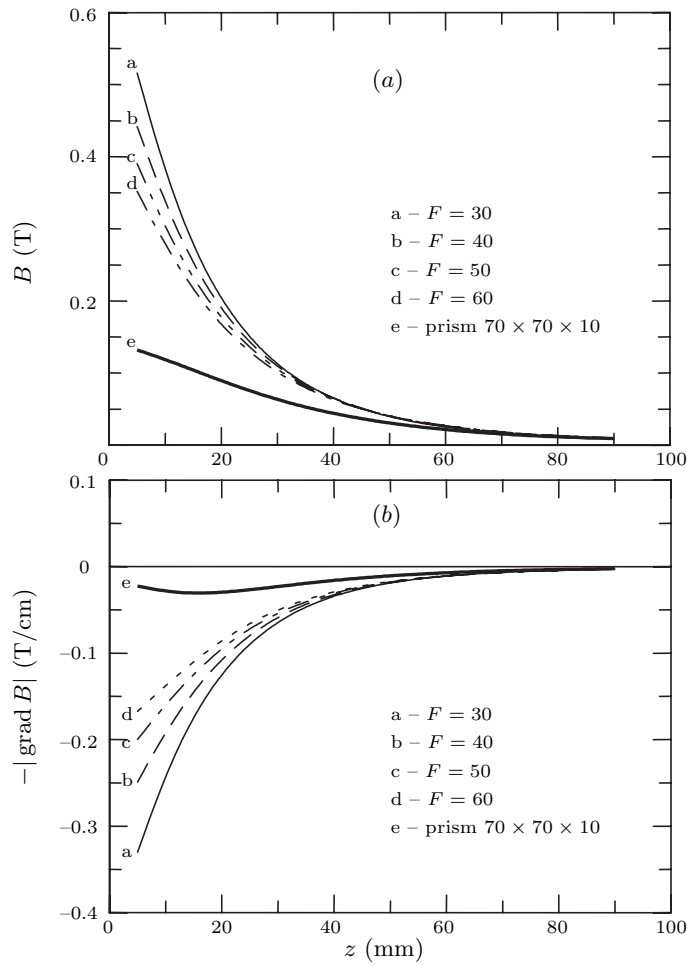 0.6
(a)
a
b
c
d
e
0.4
0.2
B (T)
a – F = 30
b – F = 40
c – F = 50
d – F = 60
e – prism 70 × 70 × 10
0 20 40 60 80 100
0.1
(b)
0
e
−0.1
d
c
−0.2
b
a
−0.3
−0.4
−| grad B| (T/cm)
a – F = 30
b – F = 40
c – F = 50
d – F = 60
e – prism 70 × 70 × 10
0 20 40 60 80 100
z (mm)